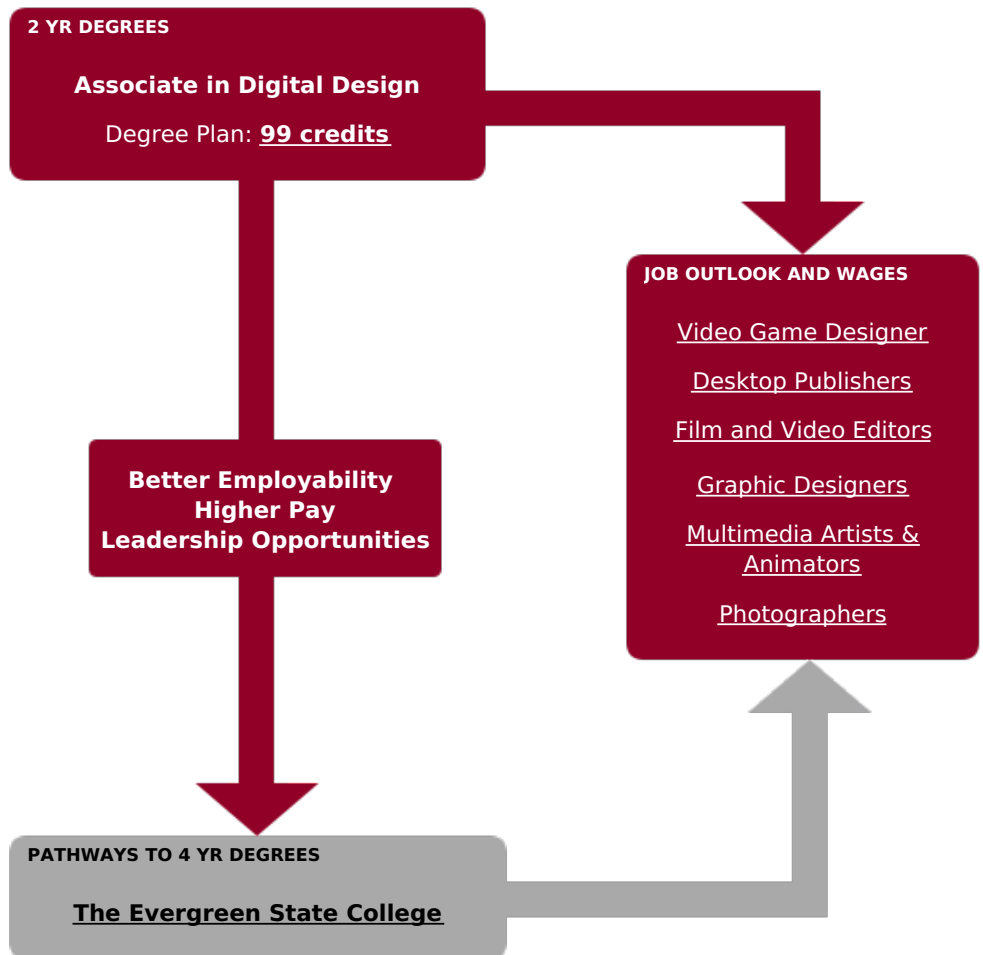 2 YR DEGREES
Associate in Digital Design
Degree Plan: 99 credits
JOB OUTLOOK AND WAGES
Video Game Designer
Desktop Publishers
Film and Video Editors
Graphic Designers
Multimedia Artists &
Animators
Photographers
Better Employability
Higher Pay
Leadership Opportunities
PATHWAYS TO 4 YR DEGREES
The Evergreen State College